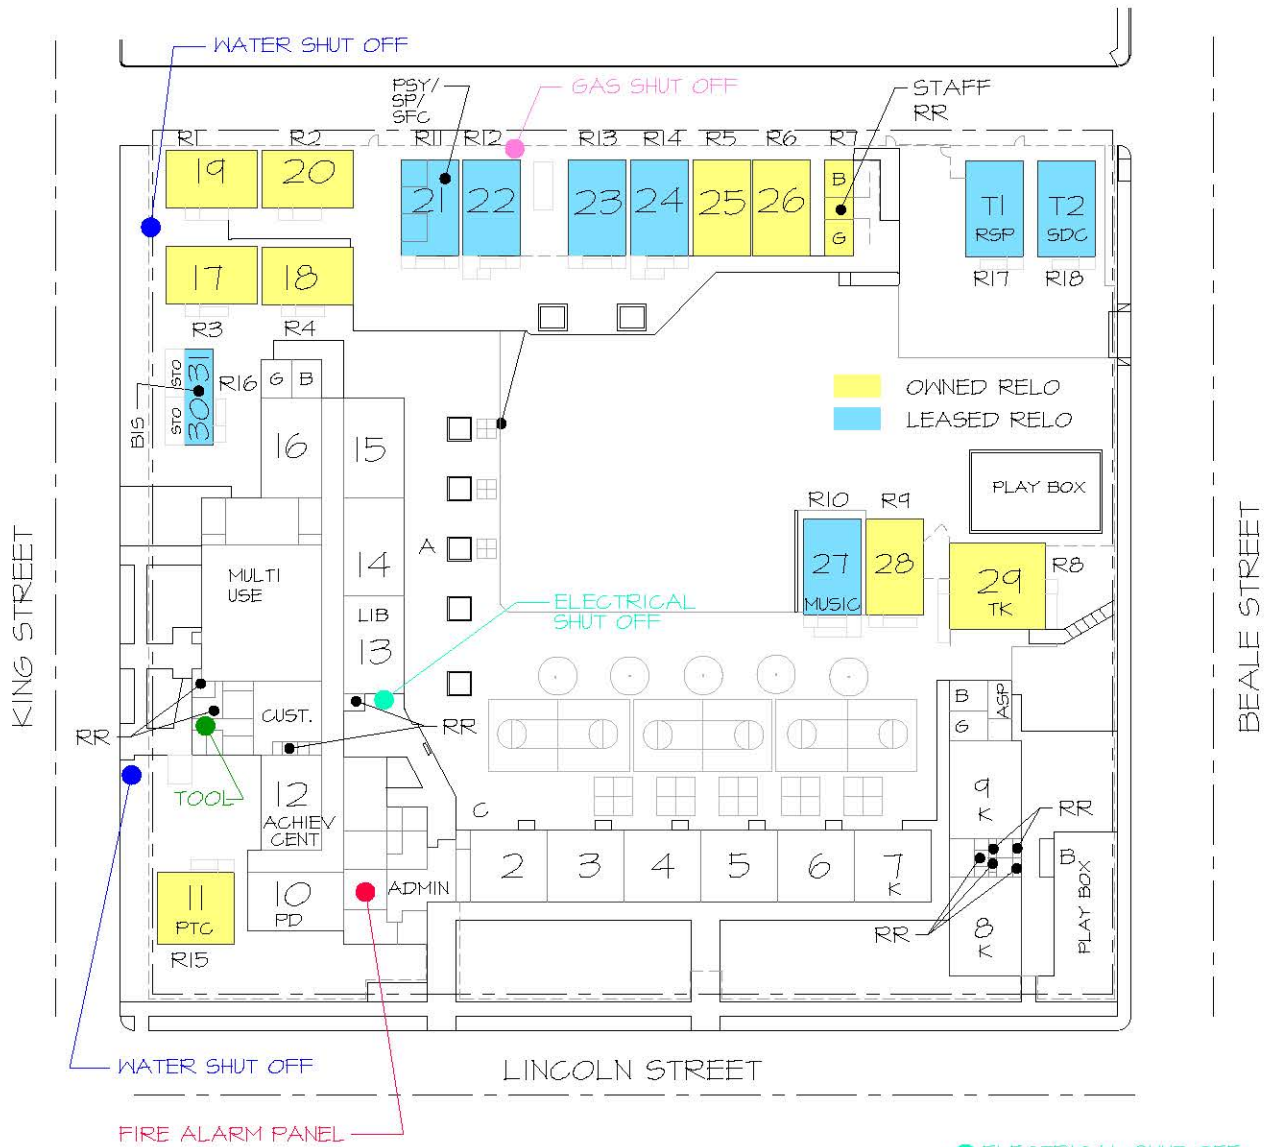 WATER SHUT OFF
PSY/
SP/
SFC
GAS SHUT OFF
STAFF
RR
R1
R2
R11
R12
R13
R14
R5
R6
R7
19
20
21
22
23
24
25
26
B
G
T1
RSP
T2
SDC
R17
R18
17
18
R3
R4
STO
31
R16
G
B
BIS
STO
30
OWNED RELO
LEASED RELO
16
15
PLAY BOX
R10
R9
KING STREET
BEALE STREET
A
14
MULTI
USE
27
MUSIC
28
29
TK
R8
LIB
13
ELECTRICAL
SHUT OFF
RR
CUST.
RR
B
G
ASP
TOOL
12
ACHIEV
CENT
C
9
K
RR
2
3
4
5
6
7
K
B
PLAY BOX
11
PTC
R15
10
PD
ADMIN
RR
8
K
WATER SHUT OFF
LINCOLN STREET
FIRE ALARM PANEL
ELECTRICAL SHUT OFF